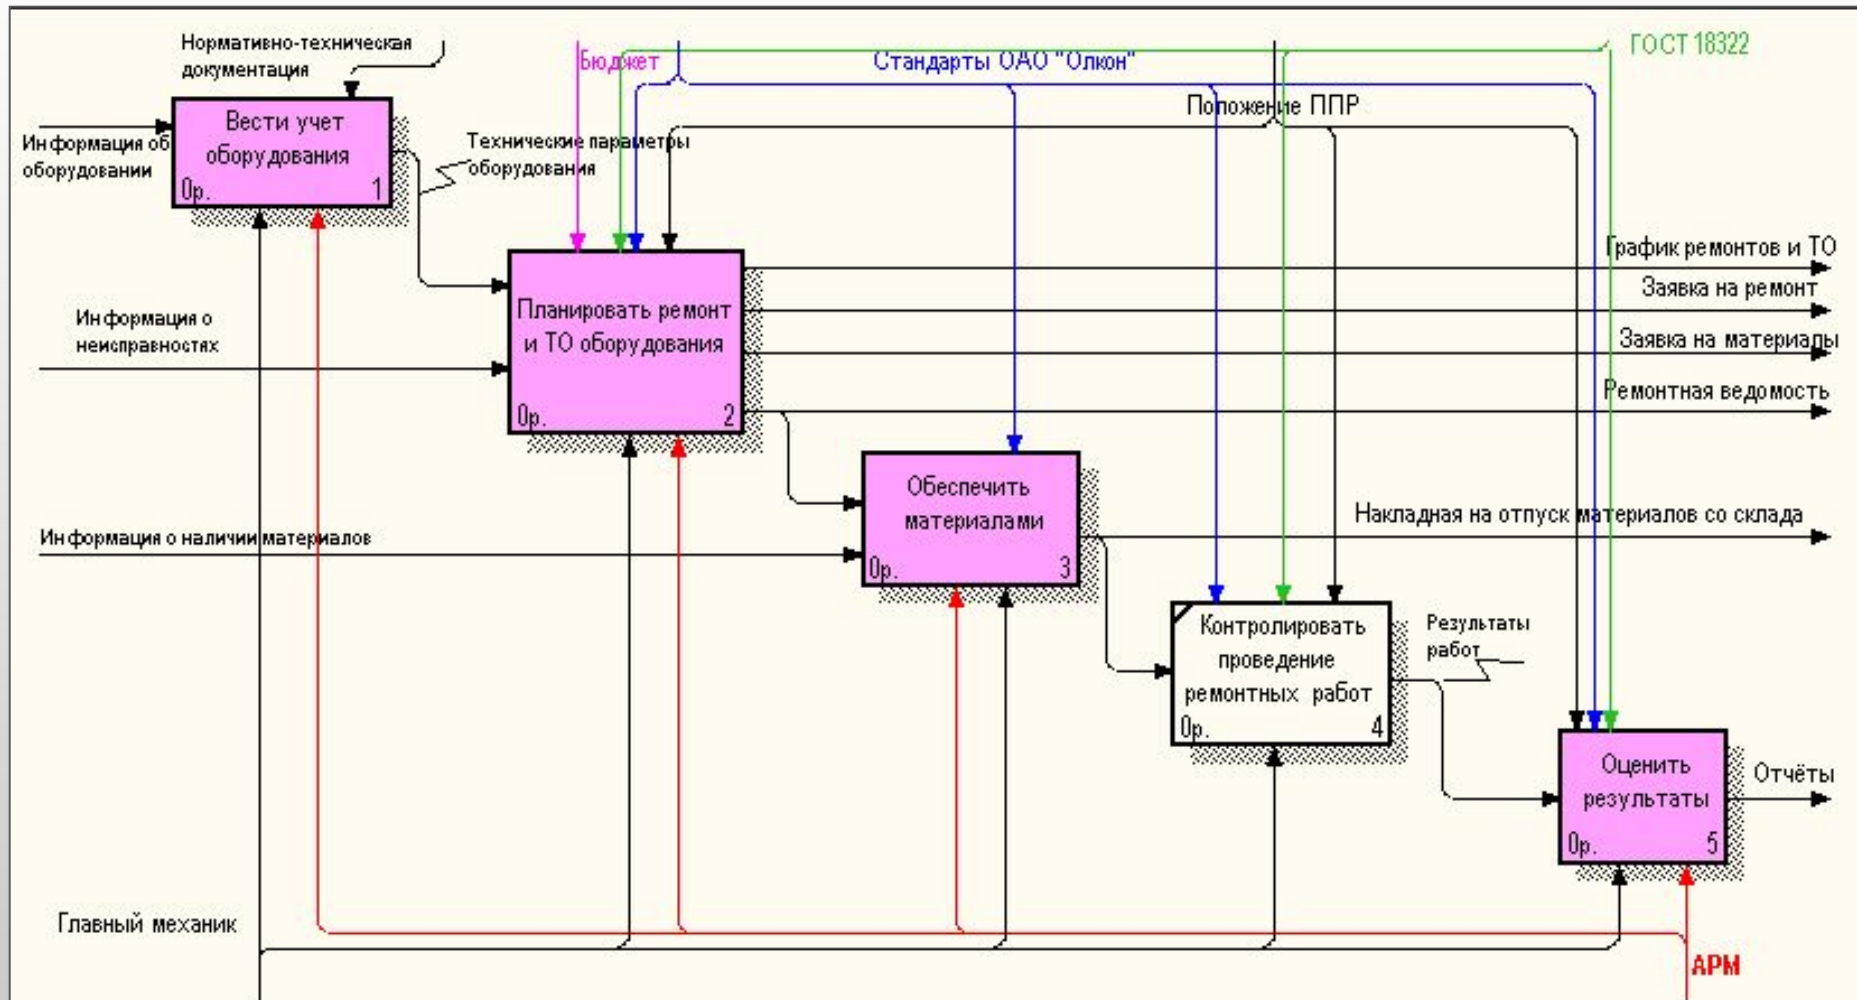 Нормативно-техническая
документация
Бюджет
Стандарты ОАО "Олкон"
ГОСТ 18322
Положение ППР
Информация об
оборудовании
Вести учет
оборудования
0р. 1
Технические параметры
оборудования
График ремонтов и ТО
Заявка на ремонт
Заявка на материалы
Ремонтная ведомость
Информация о
неисправностях
Планировать ремонт
и ТО оборудования
0р. 2
Информация о наличии материалов
Обеспечить
материалами
0р. 3
Накладная на отпуск материалов со склада
Контролировать
проведение
ремонтных работ
0р. 4
Результаты
работ
Оценить
результаты
0р. 5
Отчёты
Главный механик
АРМ